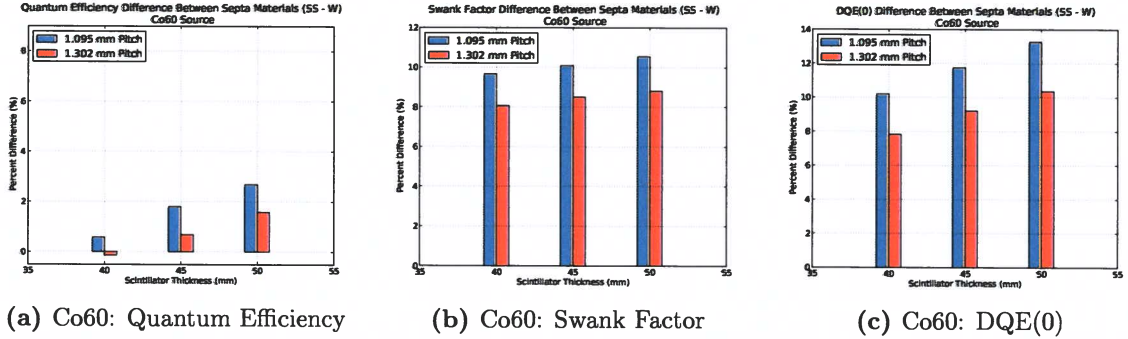 Quantum Efficiency Difference Between Septa Materials (SS - W)
Co60 Source
1.095 mm Pitch
1.302 mm Pitch
Percent Difference (%)
8
6
4
2
0
35
40
45
50
55
Scintillator Thickness (mm)
(a) Co60: Quantum Efficiency
Swank Factor Difference Between Septa Materials (SS - W)
Co60 Source
1.095 mm Pitch
1.302 mm Pitch
Percent Difference (%)
12
10
8
6
4
2
0
35
40
45
50
55
Scintillator Thickness (mm)
(b) Co60: Swank Factor
DQE(0) Difference Between Septa Materials (SS - W)
Co60 Source
1.095 mm Pitch
1.302 mm Pitch
Percent Difference (%)
14
12
10
8
6
4
2
0
35
40
45
50
55
Scintillator Thickness (mm)
(c) Co60: DQE(0)